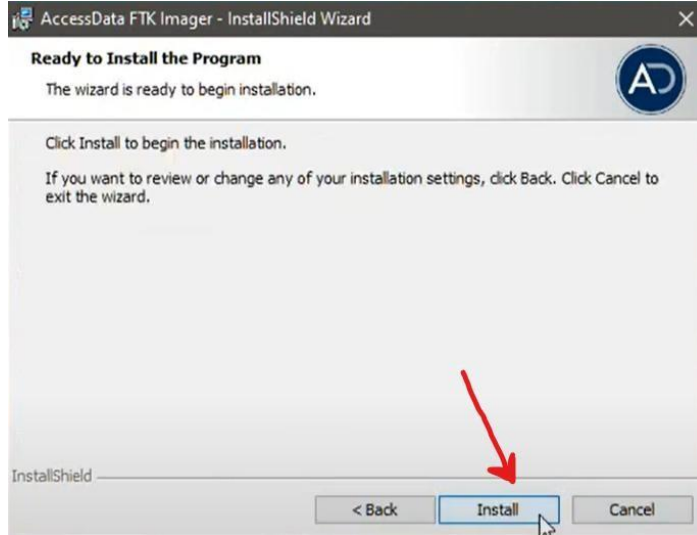 AccessData FTK Imager - InstallShield Wizard
Ready to Install the Program
The wizard is ready to begin installation.
AD
Click Install to begin the installation.
If you want to review or change any of your installation settings, click Back. Click Cancel to
exit the wizard.
InstallShield
< Back
Install
Cancel